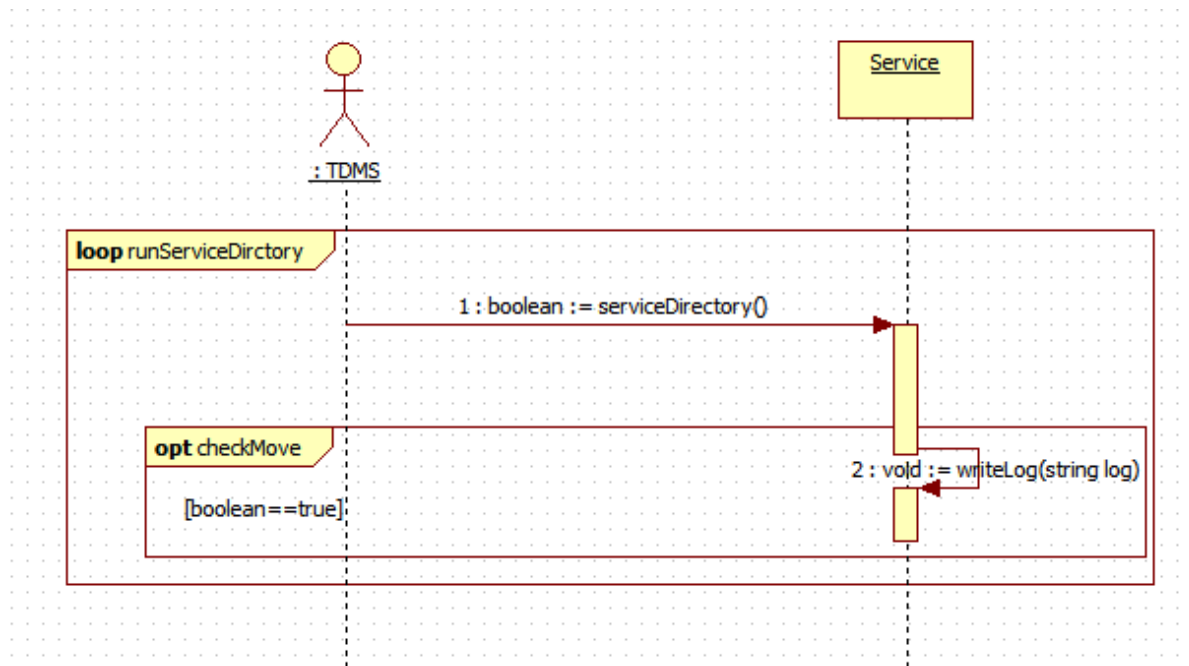 Service
: TDMS
loop runServiceDirctory
1 : boolean := serviceDirectory()
opt checkMove
2 : void := writeLog(string log)
[boolean==true]